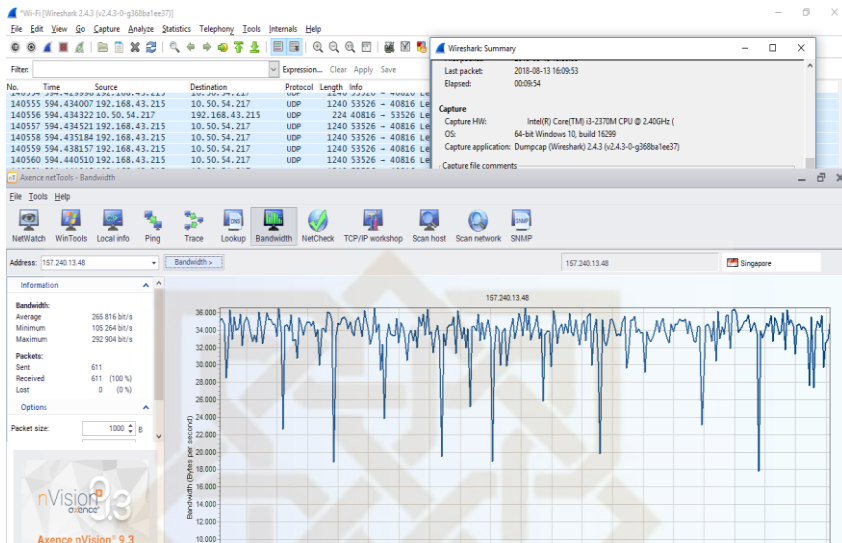 *Wi-Fi [Wireshark 2.4.3 (v2.4.3-0-g368ba1ee37)]
File Edit View Go Capture Analyze Statistics Telephony Tools Internals Help
Filter: Expression... Clear Apply Save
No. Time Source Destination Protocol Length Info
140555 594.434007 192.168.43.215 10.50.54.217 UDP 1240 53526 → 40816 Le
140556 594.434322 10.50.54.217 192.168.43.215 UDP 224 40816 → 53526 Le
140557 594.434521 192.168.43.215 10.50.54.217 UDP 1240 53526 → 40816 Le
140558 594.435184 192.168.43.215 10.50.54.217 UDP 1240 53526 → 40816 Le
140559 594.438157 192.168.43.215 10.50.54.217 UDP 1240 53526 → 40816 Le
140560 594.440510 192.168.43.215 10.50.54.217 UDP 1240 53526 → 40816 Le
Wireshark: Summary
Last packet: 2018-08-13 16:09:53
Elapsed: 00:09:54
Capture
Capture HW: Intel(R) Core(TM) i3-2370M CPU @ 2.40GHz (
OS: 64-bit Windows 10, build 16299
Capture application: Dumpcap (Wireshark) 2.4.3 (v2.4.3-0-g368ba1ee37)
Capture file comments
Axence netTools - Bandwidth
File Tools Help
NetWatch WinTools Local info Ping Trace Lookup Bandwidth NetCheck TCP/IP workshop Scan host Scan network SNMP
Address: 157.240.13.48 Bandwidth > 157.240.13.48 Singapore
Information
Bandwidth:
Average 265 816 bit/s
Minimum 105 264 bit/s
Maximum 292 904 bit/s
Packets:
Sent 611
Received 611 (100 %)
Lost 0 (0 %)
Options
Packet size: 1000 B
nVision 9.3
axence
Axence nVision® 9.3
157.240.13.48
Bandwidth (Bytes per second)
36.000
34.000
32.000
30.000
28.000
26.000
24.000
22.000
20.000
18.000
16.000
14.000
12.000
10.000